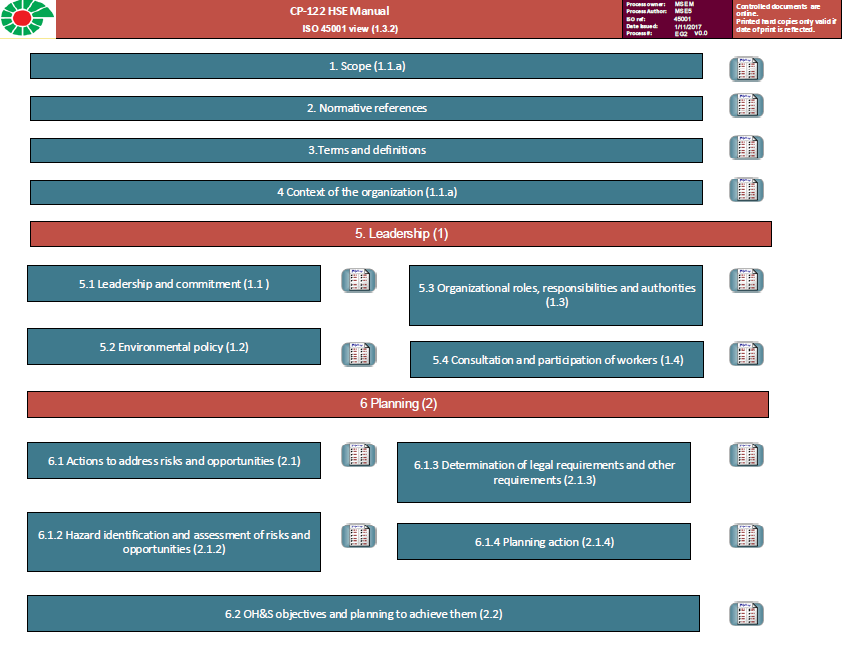 CP-122 HSE Manual
ISO 45001 view (1.3.2)
Process owner: MSEM
Process Author: MSE5
ISO ref: 45001
Date Issued: 1/11/2017
Process#: EG2 V0.0
Controlled documents are
online.
Printed hard copies only valid if
date of print is reflected.
1. Scope (1.1.a)
2. Normative references
3.Terms and definitions
4 Context of the organization (1.1.a)
5. Leadership (1)
5.1 Leadership and commitment (1.1 )
5.3 Organizational roles, responsibilities and authorities
(1.3)
5.2 Environmental policy (1.2)
5.4 Consultation and participation of workers (1.4)
6 Planning (2)
6.1 Actions to address risks and opportunities (2.1)
6.1.3 Determination of legal requirements and other
requirements (2.1.3)
6.1.2 Hazard identification and assessment of risks and
opportunities (2.1.2)
6.1.4 Planning action (2.1.4)
6.2 OH&S objectives and planning to achieve them (2.2)